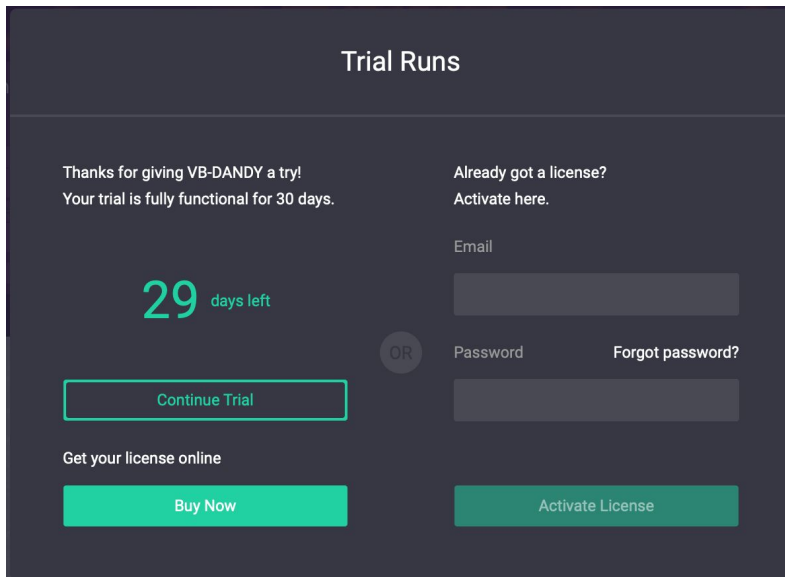 Trial Runs
Thanks for giving VB-DANDY a try!
Your trial is fully functional for 30 days.
29 days left
Continue Trial
Get your license online
Buy Now
OR
Already got a license?
Activate here.
Email
Password
Forgot password?
Activate License